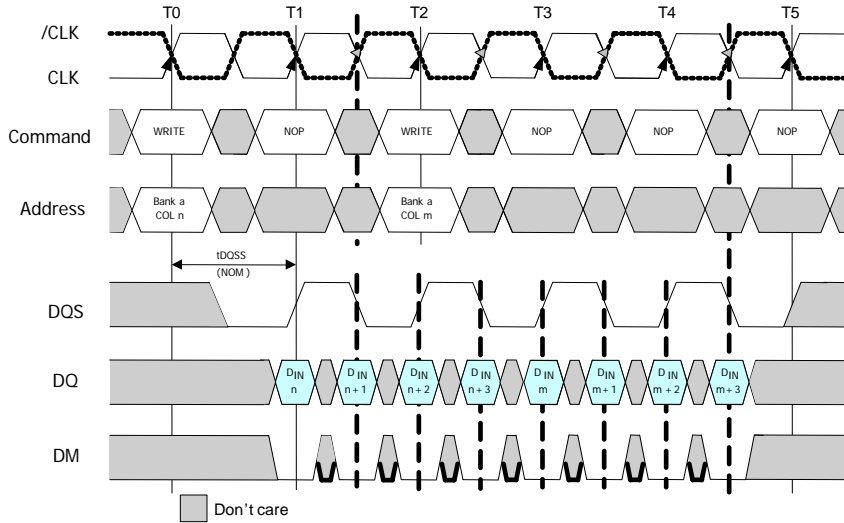 T0 T1 T2 T3 T4 T5
/CLK
CLK
Command WRITE NOP WRITE NOP NOP NOP
Address Bank a COL n Bank a COL m
tDQSS
(NOM)
DQS
DQ DIN n DIN n+1 DIN n+2 DIN n+3 DIN m DIN m+1 DIN m+2 DIN m+3
DM
Don't care